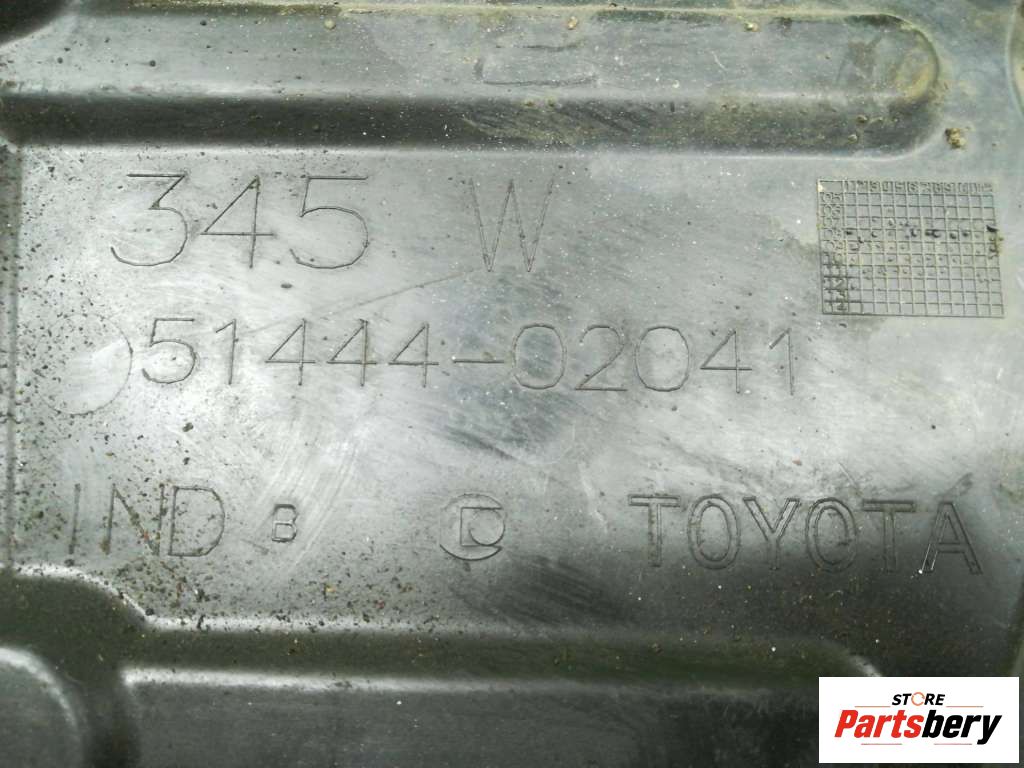 345 W
51444-02041
IND B TOYOTA
STORE
Partsbery